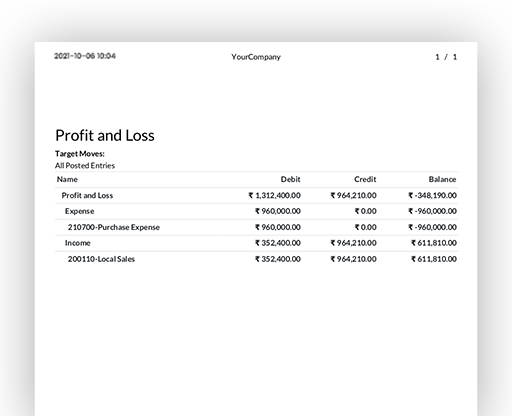 2021-10-06 10:04 YourCompany 1 / 1
Profit and Loss
Target Moves:
All Posted Entries
Name Debit Credit Balance
Profit and Loss ₹ 1,312,400.00 ₹ 964,210.00 ₹ -348,190.00
Expense ₹ 960,000.00 ₹ 0.00 ₹ -960,000.00
210700-Purchase Expense ₹ 960,000.00 ₹ 0.00 ₹ -960,000.00
Income ₹ 352,400.00 ₹ 964,210.00 ₹ 611,810.00
200110-Local Sales ₹ 352,400.00 ₹ 964,210.00 ₹ 611,810.00